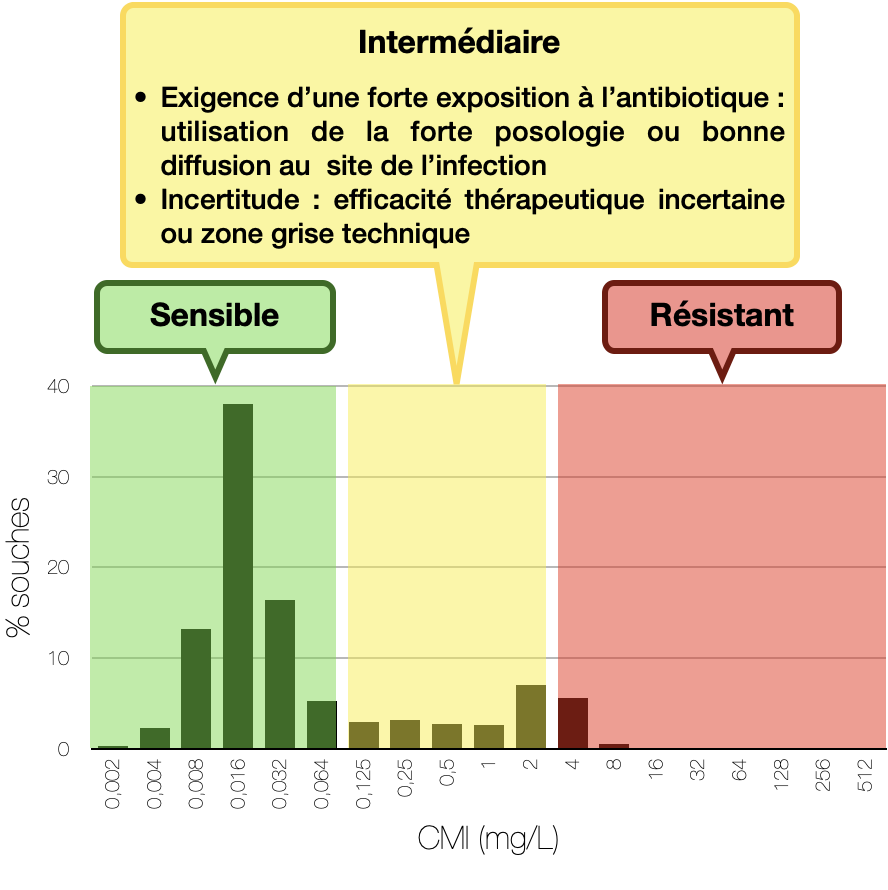 Intermédiaire
• Exigence d’une forte exposition à l’antibiotique :
utilisation de la forte posologie ou bonne
diffusion au site de l’infection
• Incertitude : efficacité thérapeutique incertaine
ou zone grise technique
Sensible
Résistant
40
30
20
10
0
% souches
0,002
0,004
0,008
0,016
0,032
0,064
0,125
0,25
0,5
1
2
4
8
16
32
64
128
256
512
CMI (mg/L)